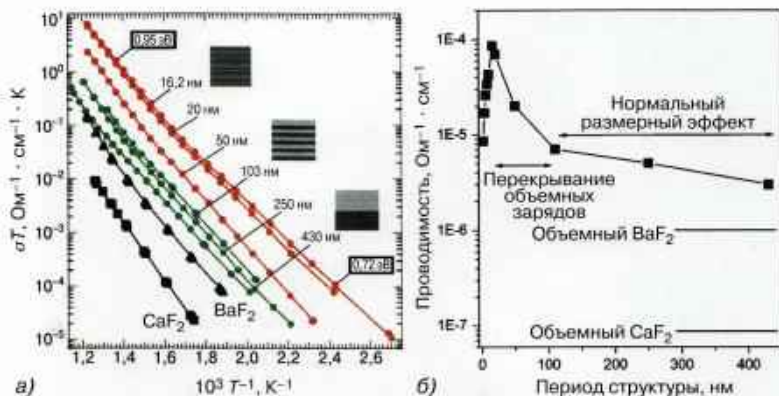 10¹
10⁰
10⁻¹
10⁻²
10⁻³
10⁻⁴
10⁻⁵
σT, Ом⁻¹ · см⁻¹ · К
0,95 эВ
16,2 нм
20 нм
50 нм
103 нм
250 нм
430 нм
0,72 эВ
CaF₂
BaF₂
1,2 1,4 1,6 1,8 2,0 2,2 2,4 2,6
а)
10³ T⁻¹, К⁻¹
Проводимость, Ом⁻¹ · см⁻¹
1E-4
1E-5
1E-6
1E-7
Нормальный
размерный эффект
Перекрывание
объемных
зарядов
Объемный BaF₂
Объемный CaF₂
0 100 200 300 400
б)
Период структуры, нм